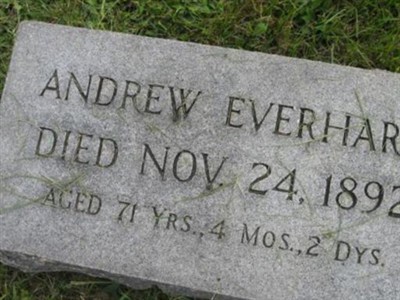 ANDREW EVERHAR
DIED NOV. 24, 1892
AGED 71 YRS., 4 MOS., 2 DYS.